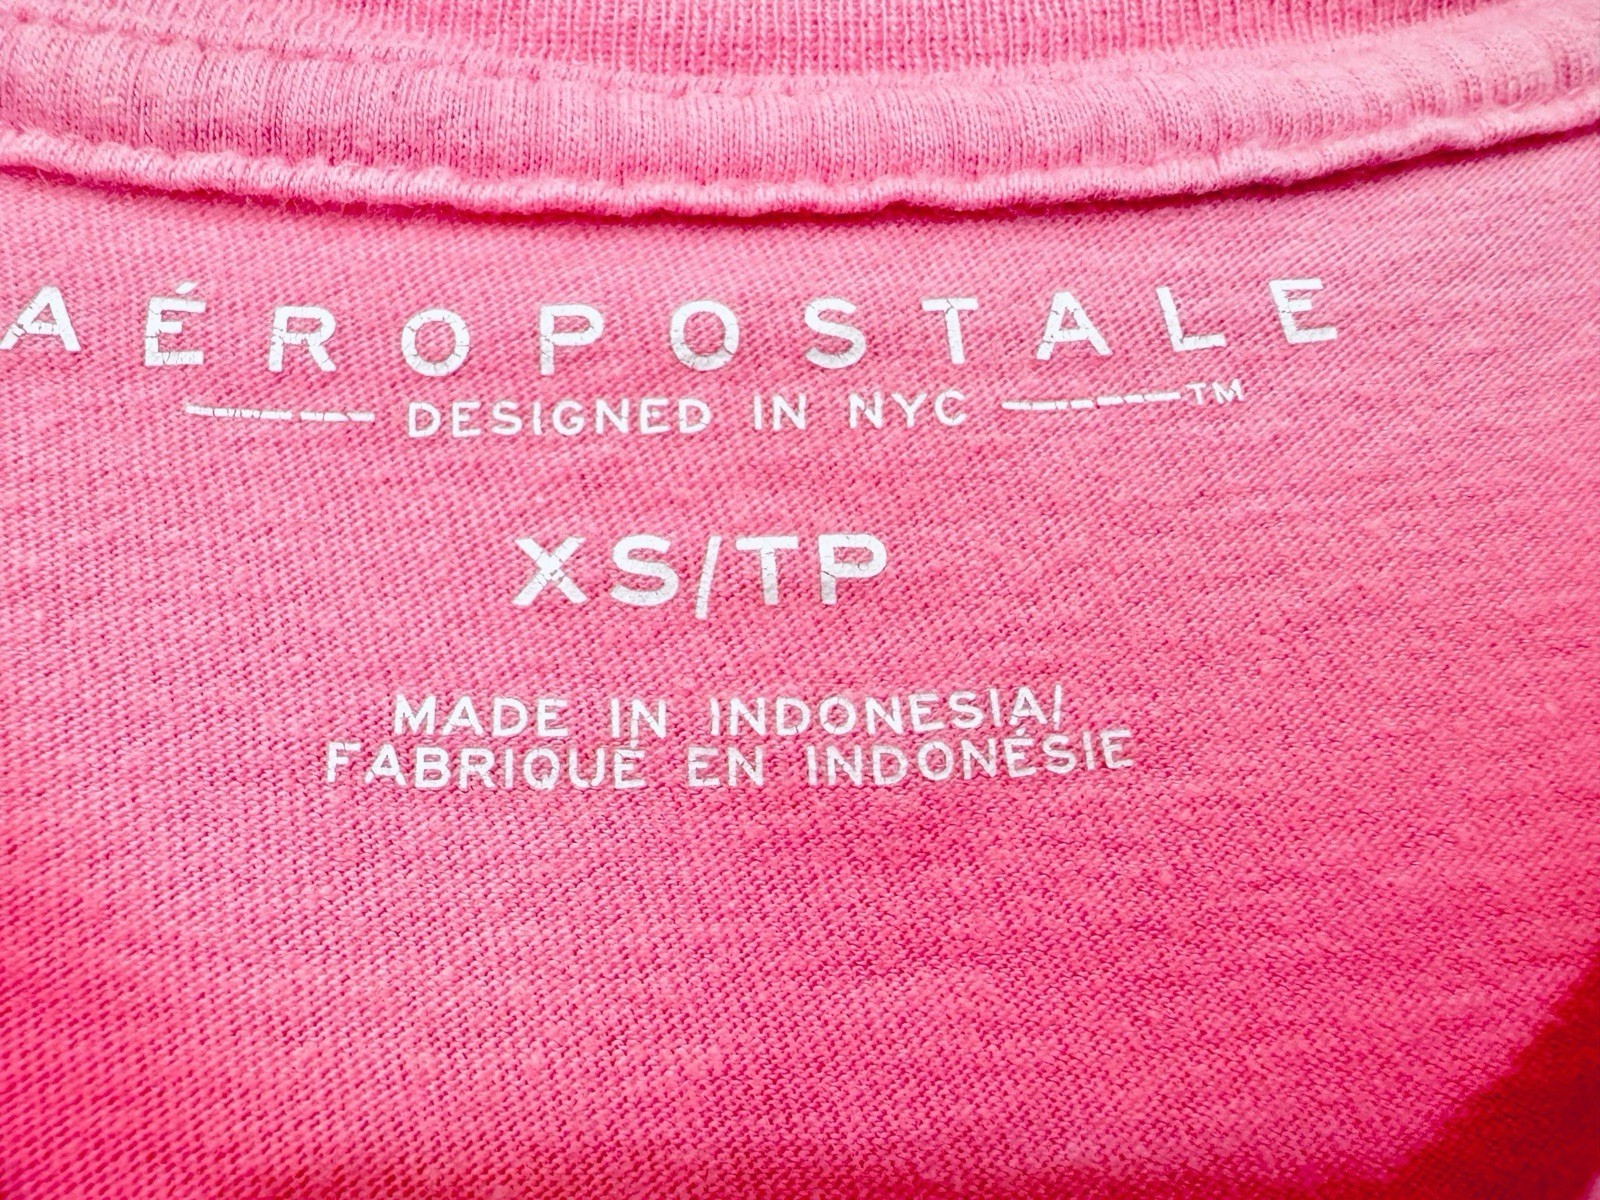 AÉROPOSTALE
DESIGNED IN NYC ™
XS/TP
MADE IN INDONESIA/
FABRIQUÉ EN INDONÉSIE